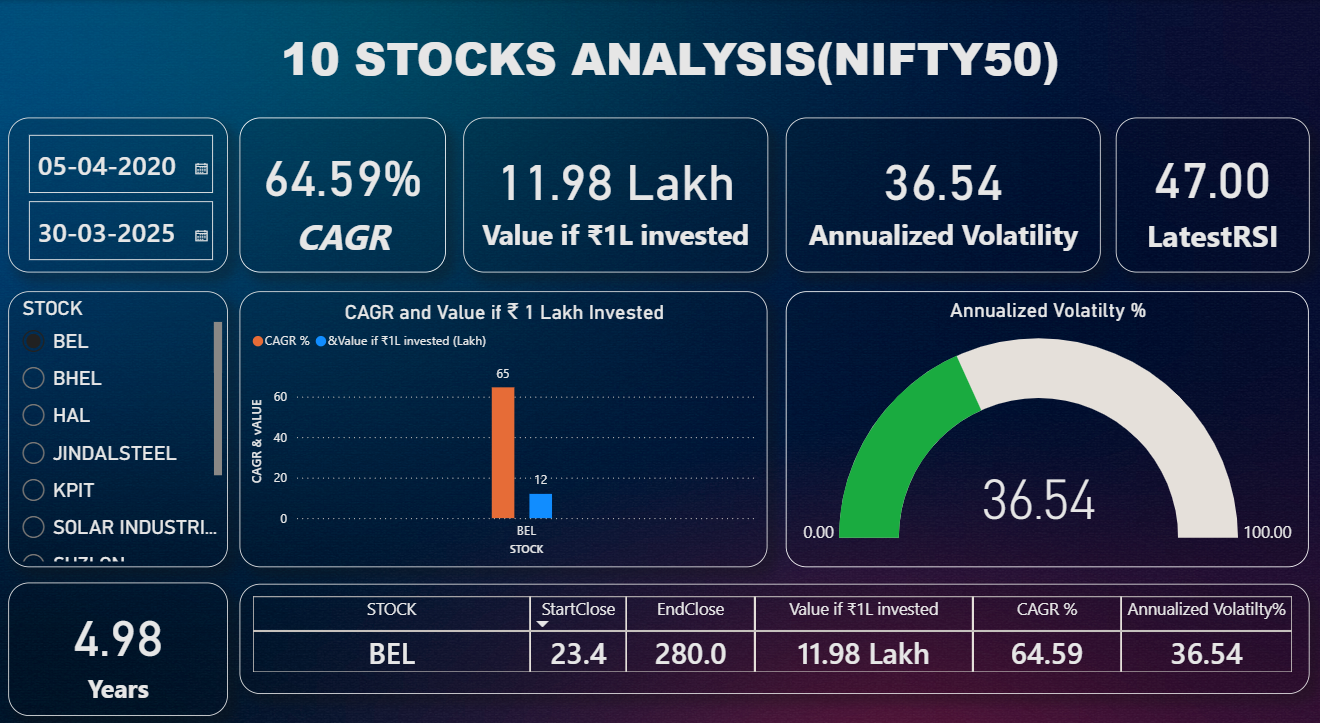 10 STOCKS ANALYSIS(NIFTY50)
05-04-2020
30-03-2025
64.59%
CAGR
11.98 Lakh
Value if ₹1L invested
36.54
Annualized Volatility
47.00
LatestRSI
STOCK
BEL
BHEL
HAL
JINDALSTEEL
KPIT
SOLAR INDUSTRI...
SUZLON
CAGR and Value if ₹ 1 Lakh Invested
CAGR % &Value if ₹1L invested (Lakh)
CAGR & vALUE
60
40
20
0
65
12
BEL
STOCK
Annualized Volatilty %
36.54
0.00
100.00
4.98
Years
STOCK StartClose EndClose Value if ₹1L invested CAGR % Annualized Volatilty%
BEL 23.4 280.0 11.98 Lakh 64.59 36.54